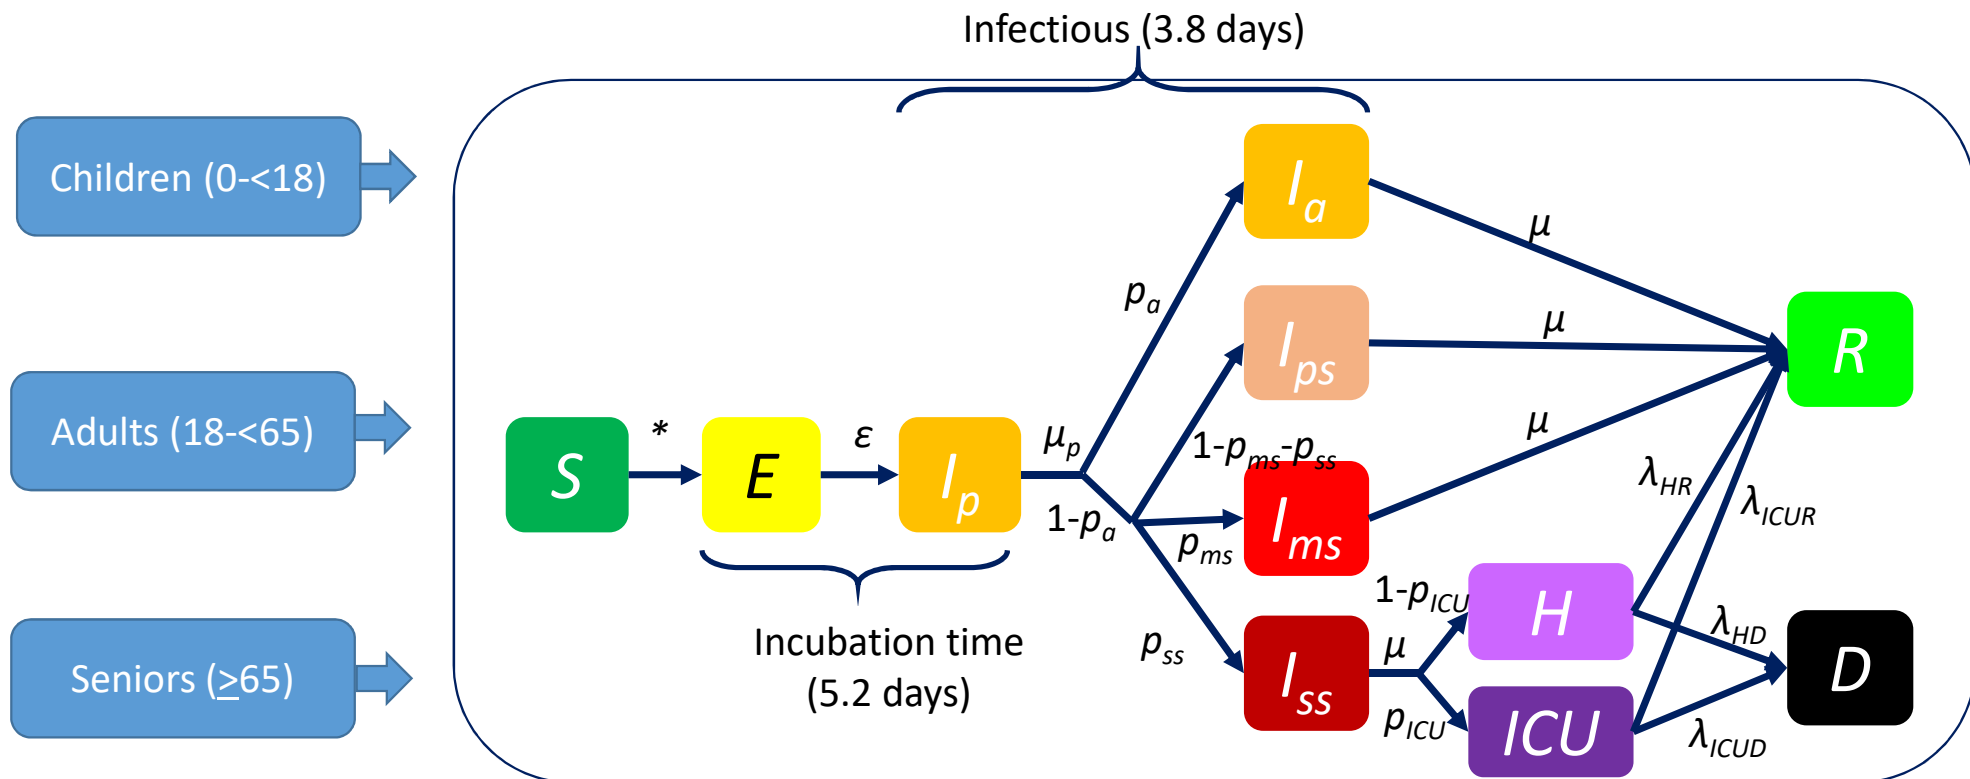 Infectious (3.8 days)
Children (0-<18)
Adults (18-<65)
Seniors (≥65)
S
*
E
ε
I_p
μ_p
p_a
1-p_a
1-p_ms-p_ss
p_ms
p_ss
I_a
I_ps
I_ms
I_ss
μ
μ
μ
μ
1-p_ICU
p_ICU
H
ICU
λ_HR
λ_ICUR
λ_HD
λ_ICUD
R
D
Incubation time
(5.2 days)